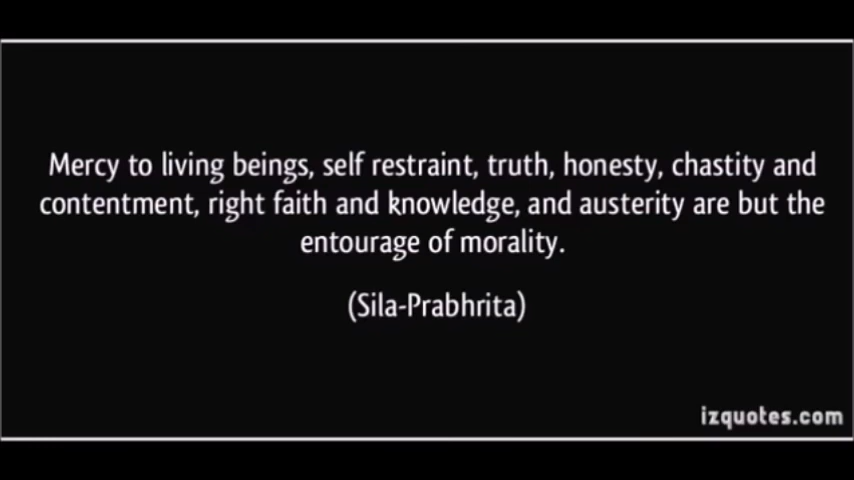 Mercy to living beings, self restraint, truth, honesty, chastity and
contentment, right faith and knowledge, and austerity are but the
entourage of morality.
(Sila-Prabhrita)
izquotes.com